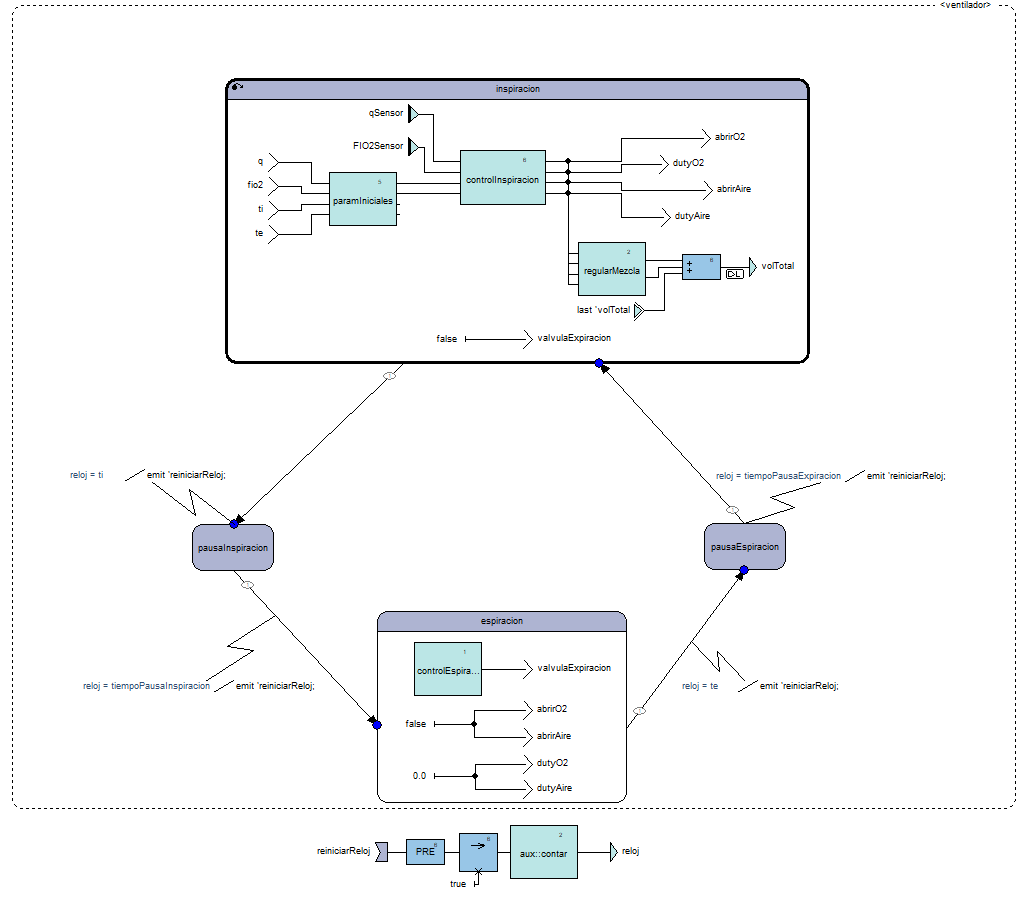 <ventilador>
inspiracion
qSensor
FIO2Sensor
q
fio2
ti
te
5
paramIniciales
6
controlInspiracion
abrirO2
dutyO2
abrirAire
dutyAire
2
regularMezcla
8
+
+
volTotal
last 'volTotal
false
valvulaExpiracion
reloj = ti
emit 'reiniciarReloj;
reloj = tiempoPausaExpiracion
emit 'reiniciarReloj;
pausaInspiracion
pausaEspiracion
espiracion
1
controlEspira...
valvulaExpiracion
reloj = tiempoPausaInspiracion
emit 'reiniciarReloj;
reloj = te
emit 'reiniciarReloj;
false
abrirO2
abrirAire
0.0
dutyO2
dutyAire
reiniciarReloj
PRE
true
2
aux::contar
reloj